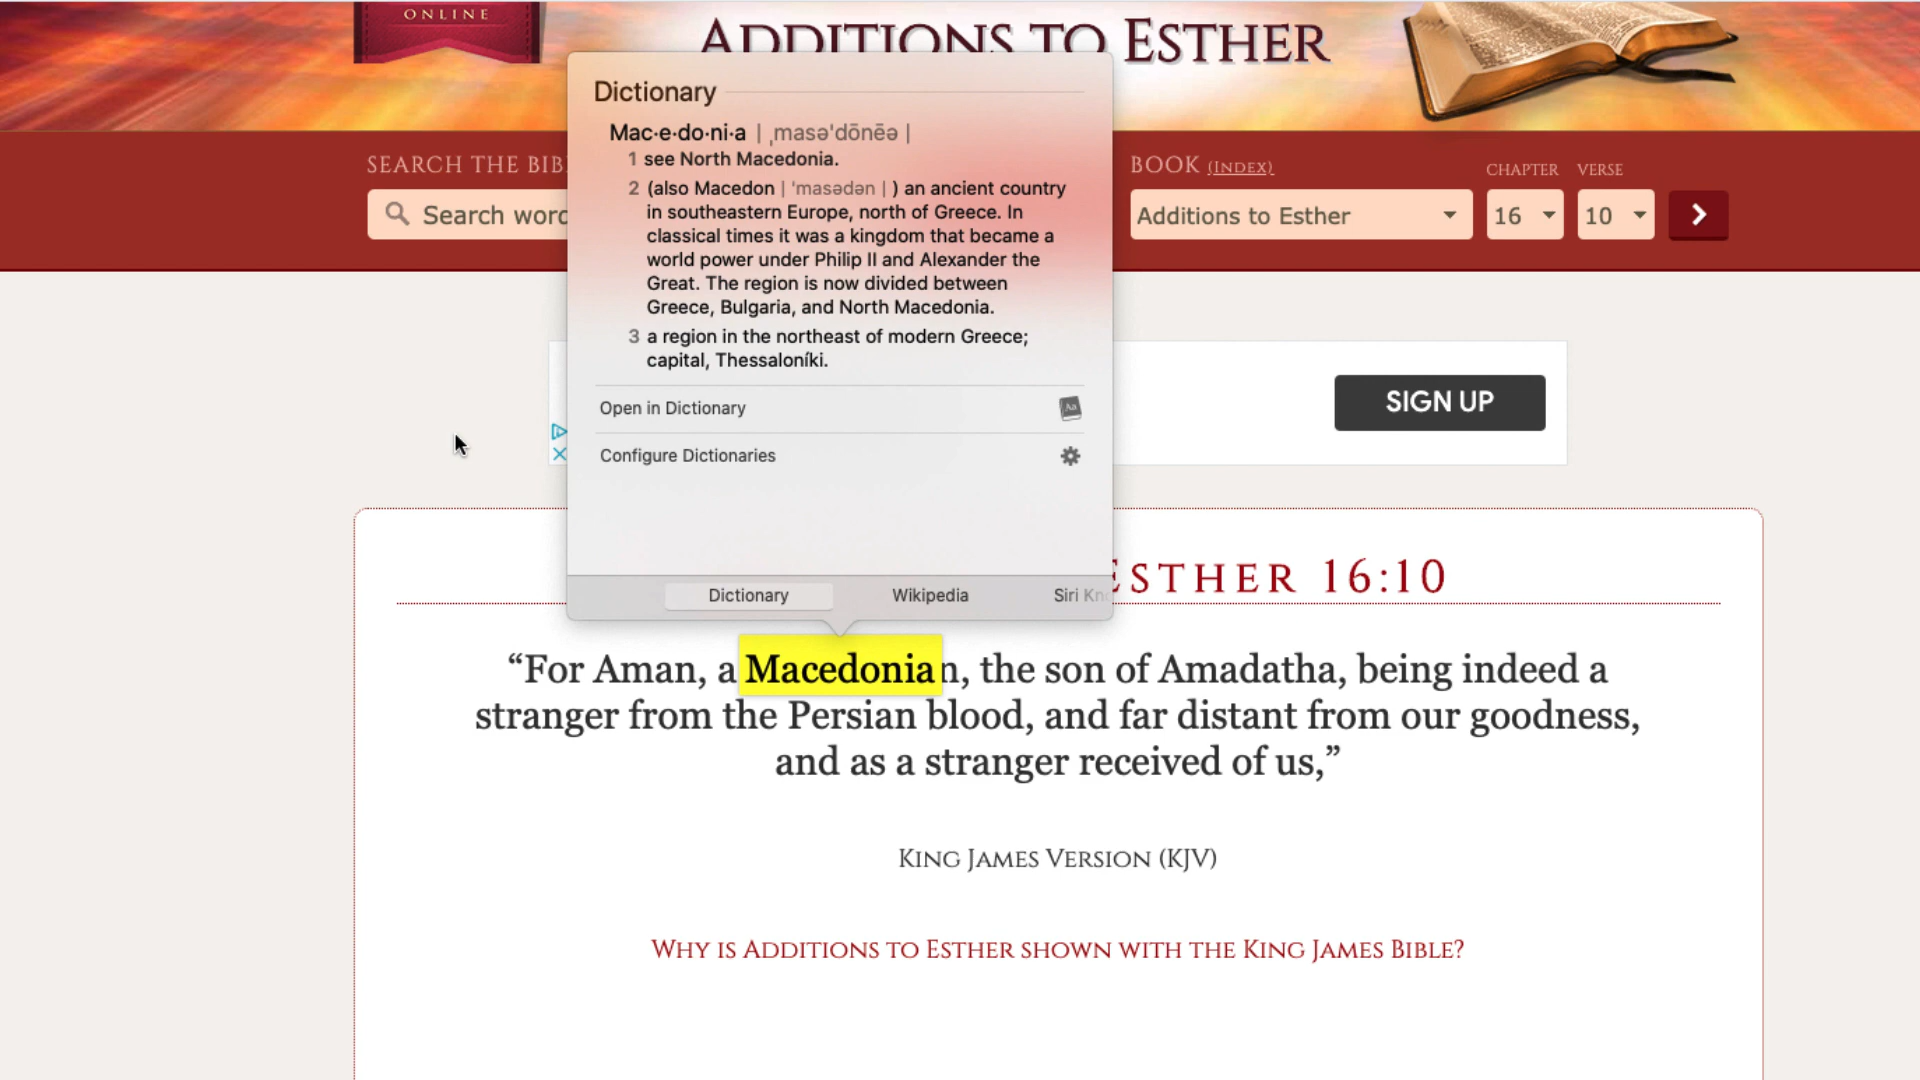 ONLINE
ADDITIONS TO ESTHER
Dictionary
Mac·e·do·ni·a | ˌmasəˈdōnēə |
1 see North Macedonia.
2 (also Macedon | ˈmasədən | ) an ancient country
in southeastern Europe, north of Greece. In
classical times it was a kingdom that became a
world power under Philip II and Alexander the
Great. The region is now divided between
Greece, Bulgaria, and North Macedonia.
3 a region in the northeast of modern Greece;
capital, Thessaloníki.
Open in Dictionary
Aa
Configure Dictionaries
Dictionary Wikipedia Siri Kn
SEARCH THE BIB
Search word
BOOK (INDEX) CHAPTER VERSE
Additions to Esther 16 10
SIGN UP
ESTHER 16:10
“For Aman, a Macedonian, the son of Amadatha, being indeed a
stranger from the Persian blood, and far distant from our goodness,
and as a stranger received of us,”
KING JAMES VERSION (KJV)
WHY IS ADDITIONS TO ESTHER SHOWN WITH THE KING JAMES BIBLE?